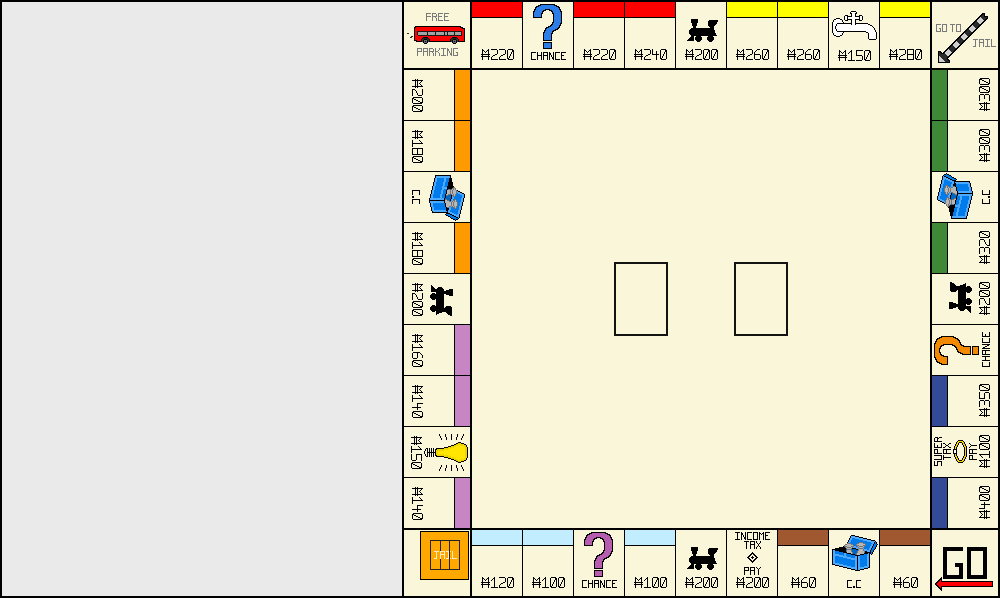 FREE
PARKING
₩220
CHANCE
₩220
₩240
₩200
₩260
₩260
₩150
₩280
GO TO
JAIL
₩200
₩180
C.C
₩180
₩200
₩160
₩140
₩150
₩140
₩300
₩300
C.C
₩320
₩200
CHANCE
₩350
SUPER
TAX
PAY
₩100
₩400
JAIL
₩120
₩100
CHANCE
₩100
₩200
INCOME
TAX
PAY
₩200
₩60
C.C
₩60
GO